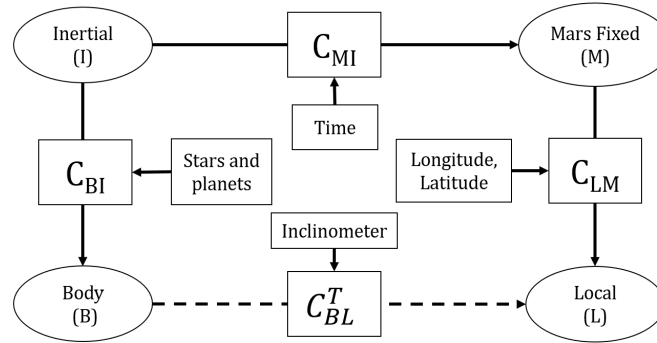 Inertial
(I)
C_MI
Mars Fixed
(M)
Time
C_BI
Stars and
planets
Longitude,
Latitude
C_LM
Inclinometer
Body
(B)
C_BL^T
Local
(L)